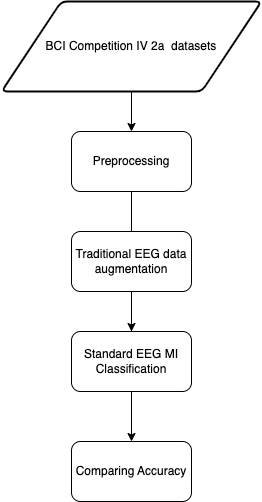 BCI Competition IV 2a  datasets
Preprocessing
Traditional EEG data
augmentation
Standard EEG MI
Classification
Comparing Accuracy